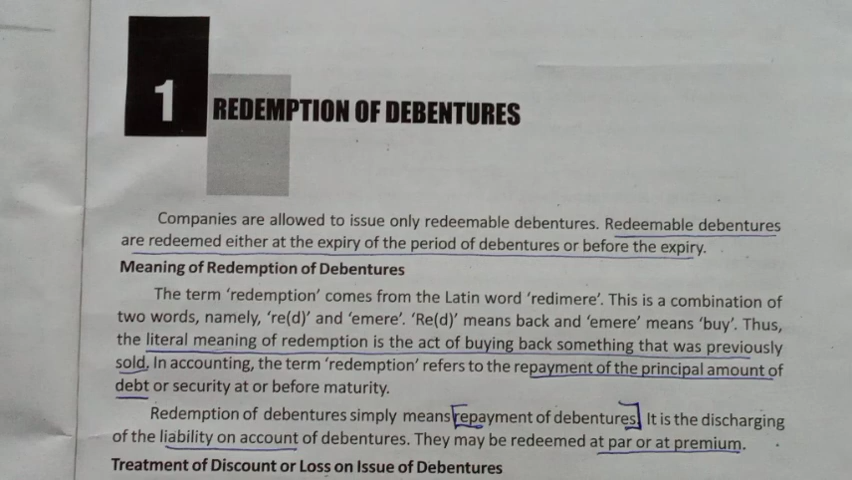 1
REDEMPTION OF DEBENTURES
Companies are allowed to issue only redeemable debentures. Redeemable debentures
are redeemed either at the expiry of the period of debentures or before the expiry.
Meaning of Redemption of Debentures
The term ‘redemption’ comes from the Latin word ‘redimere’. This is a combination of
two words, namely, ‘re(d)’ and ‘emere’. ‘Re(d)’ means back and ‘emere’ means ‘buy’. Thus,
the literal meaning of redemption is the act of buying back something that was previously
sold. In accounting, the term ‘redemption’ refers to the repayment of the principal amount of
debt or security at or before maturity.
Redemption of debentures simply means repayment of debentures. It is the discharging
of the liability on account of debentures. They may be redeemed at par or at premium.
Treatment of Discount or Loss on Issue of Debentures